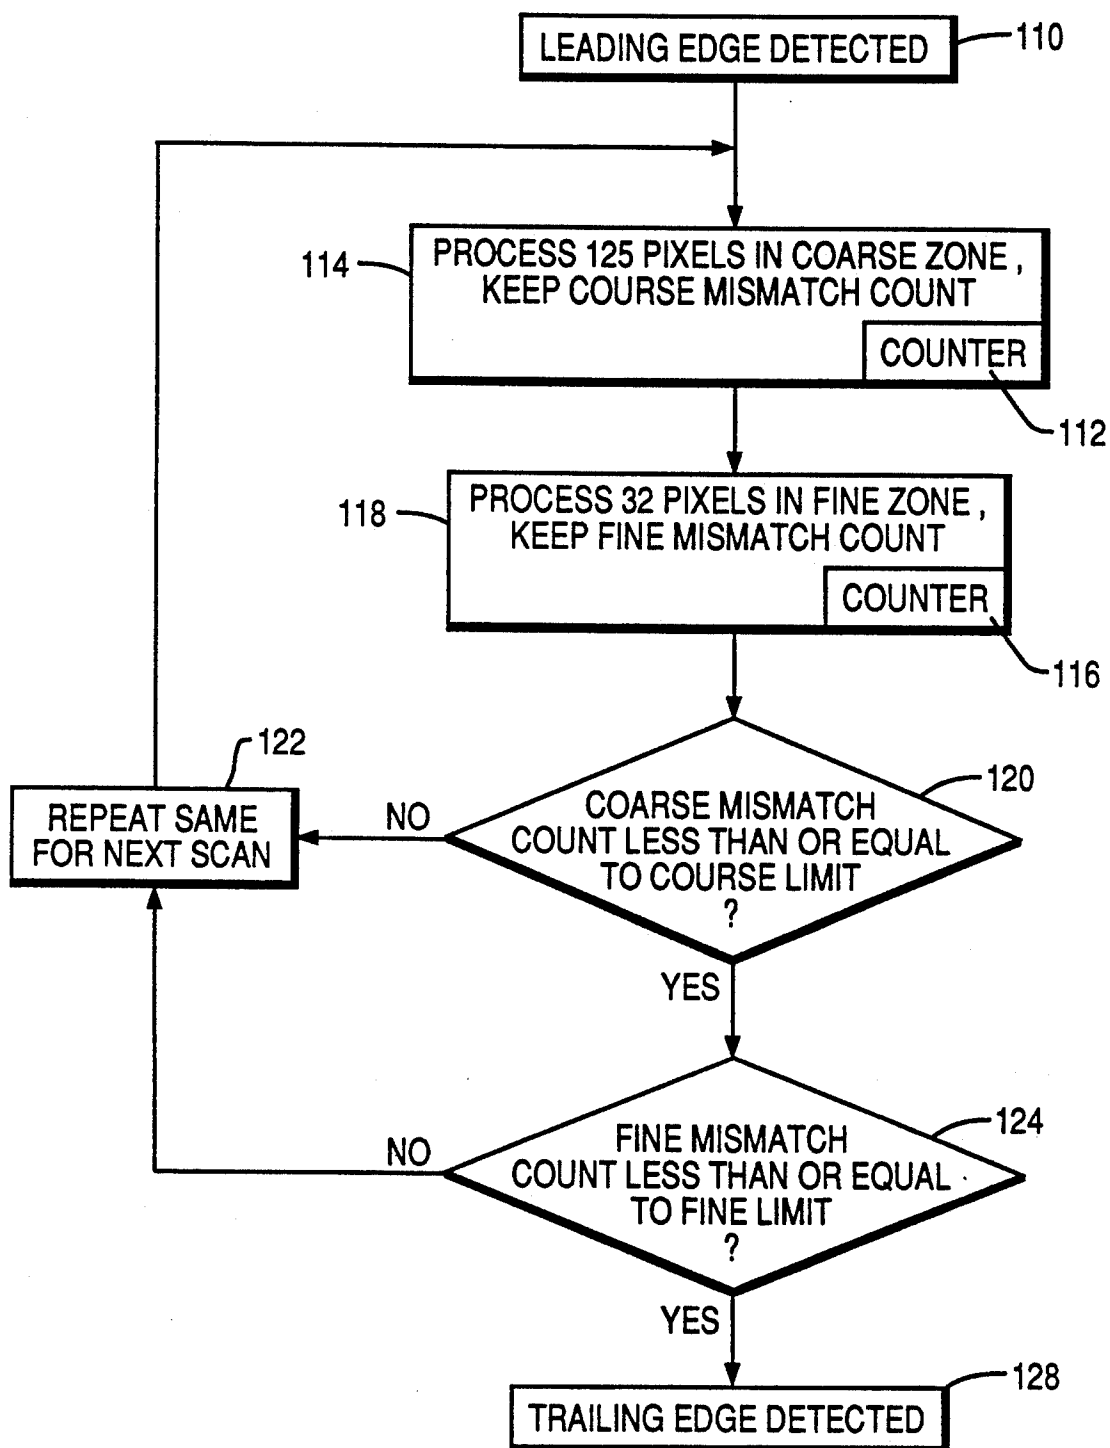 LEADING EDGE DETECTED
110
PROCESS 125 PIXELS IN COARSE ZONE ,
KEEP COURSE MISMATCH COUNT
114
COUNTER
112
PROCESS 32 PIXELS IN FINE ZONE ,
KEEP FINE MISMATCH COUNT
118
COUNTER
116
122
REPEAT SAME
FOR NEXT SCAN
NO
COARSE MISMATCH
COUNT LESS THAN OR EQUAL
TO COURSE LIMIT
?
120
YES
NO
FINE MISMATCH
COUNT LESS THAN OR EQUAL
TO FINE LIMIT
?
124
YES
TRAILING EDGE DETECTED
128